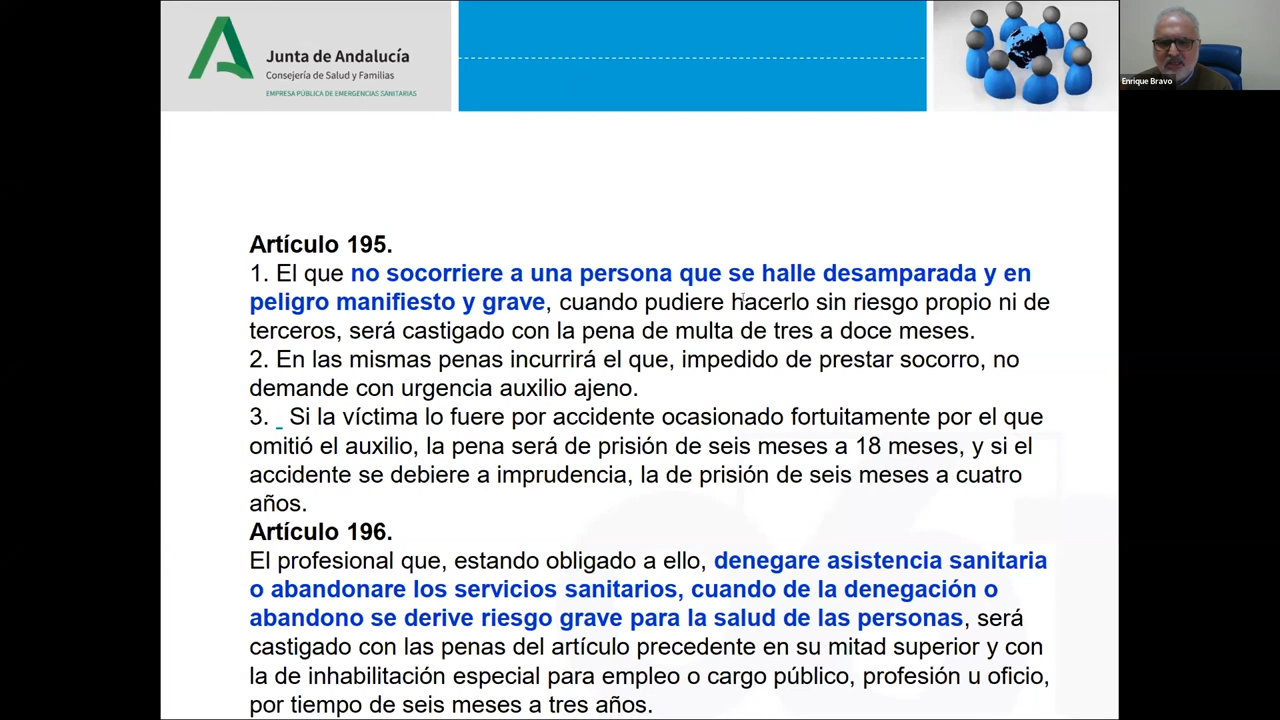 Junta de Andalucía
Consejería de Salud y Familias
EMPRESA PÚBLICA DE EMERGENCIAS SANITARIAS
Enrique Bravo
Artículo 195.
1. El que no socorriere a una persona que se halle desamparada y en
peligro manifiesto y grave, cuando pudiere hacerlo sin riesgo propio ni de
terceros, será castigado con la pena de multa de tres a doce meses.
2. En las mismas penas incurrirá el que, impedido de prestar socorro, no
demande con urgencia auxilio ajeno.
3. _ Si la víctima lo fuere por accidente ocasionado fortuitamente por el que
omitió el auxilio, la pena será de prisión de seis meses a 18 meses, y si el
accidente se debiere a imprudencia, la de prisión de seis meses a cuatro
años.
Artículo 196.
El profesional que, estando obligado a ello, denegare asistencia sanitaria
o abandonare los servicios sanitarios, cuando de la denegación o
abandono se derive riesgo grave para la salud de las personas, será
castigado con las penas del artículo precedente en su mitad superior y con
la de inhabilitación especial para empleo o cargo público, profesión u oficio,
por tiempo de seis meses a tres años.